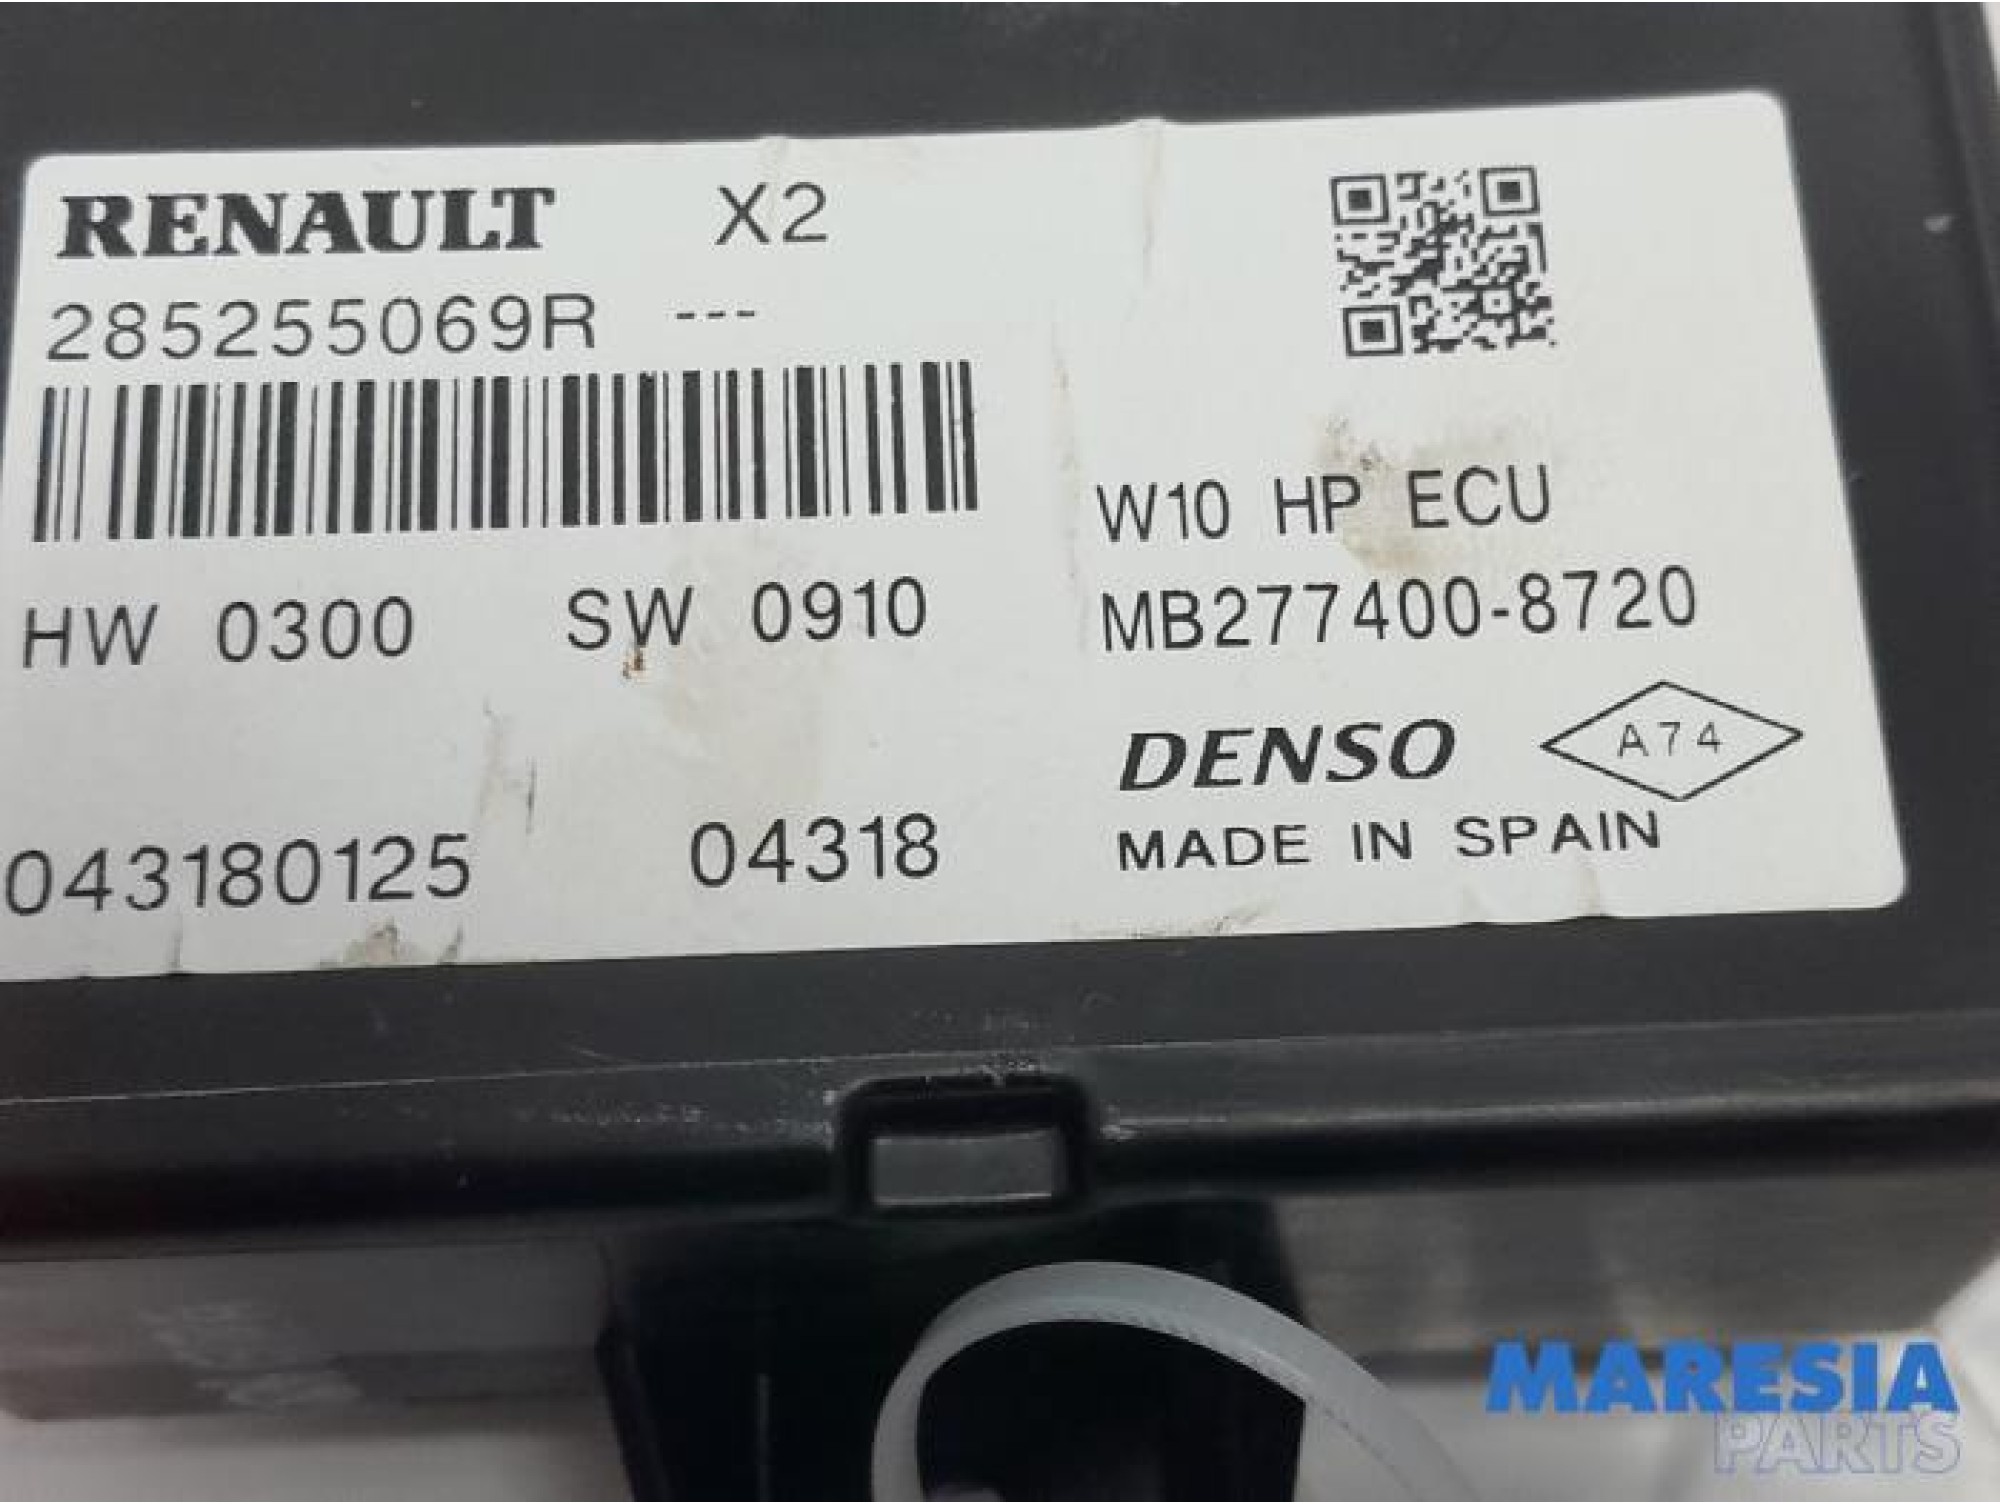 RENAULT X2
285255069R ---
W10 HP ECU
HW 0300 SW 0910
MB277400-8720
DENSO A74
043180125 04318
MADE IN SPAIN
MARESIA
PARTS